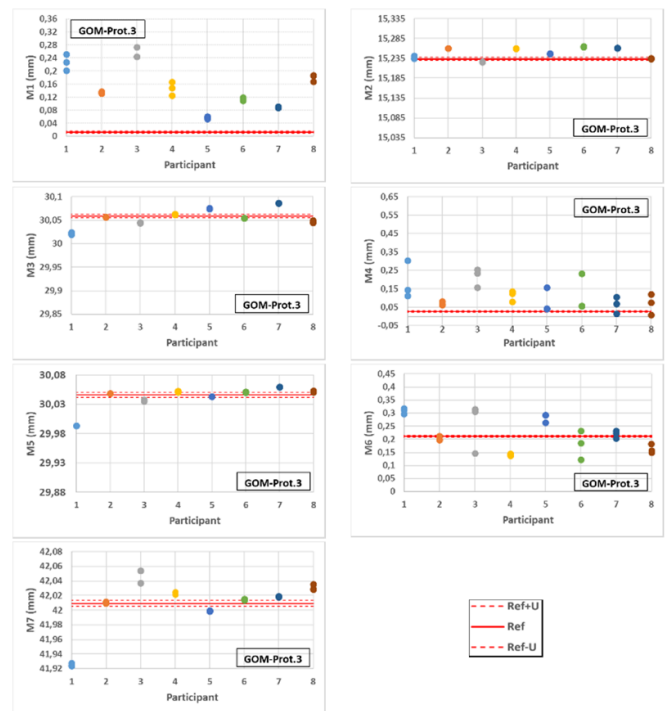 GOM-Prot.3
M1 (mm)
0,36
0,32
0,28
0,24
0,2
0,16
0,12
0,08
0,04
0
1 2 3 4 5 6 7 8
Participant
M2 (mm)
15,335
15,285
15,235
15,185
15,135
15,085
15,035
GOM-Prot.3
1 2 3 4 5 6 7 8
Participant
M3 (mm)
30,1
30,05
30
29,95
29,9
29,85
GOM-Prot.3
1 2 3 4 5 6 7 8
Participant
M4 (mm)
0,65
0,55
0,45
0,35
0,25
0,15
0,05
-0,05
GOM-Prot.3
1 2 3 4 5 6 7 8
Participant
M5 (mm)
30,08
30,03
29,98
29,93
29,88
GOM-Prot.3
1 2 3 4 5 6 7 8
Participant
M6 (mm)
0,45
0,4
0,35
0,3
0,25
0,2
0,15
0,1
0,05
0
GOM-Prot.3
1 2 3 4 5 6 7 8
Participant
M7 (mm)
42,08
42,06
42,04
42,02
42
41,98
41,96
41,94
41,92
GOM-Prot.3
1 2 3 4 5 6 7 8
Participant
Ref+U
Ref
Ref-U